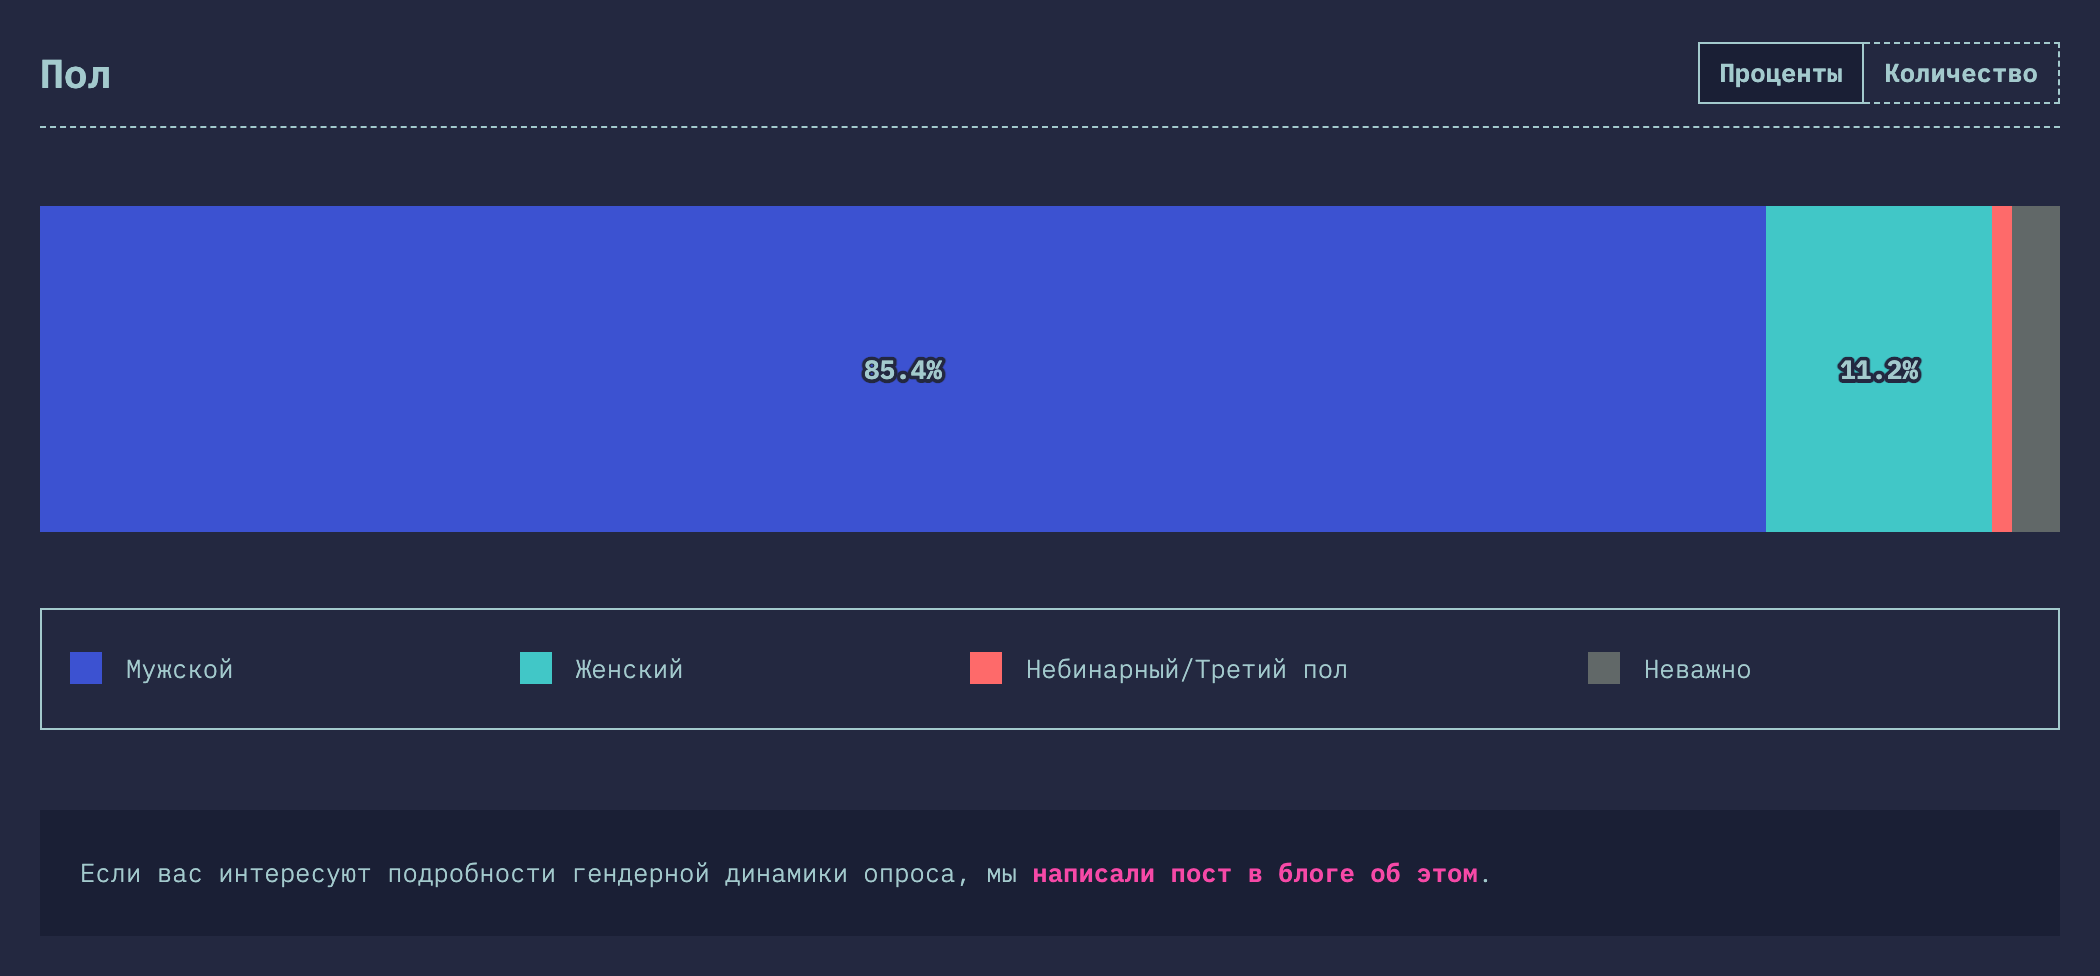 Пол
Проценты Количество
85.4% 11.2%
Мужской Женский Небинарный/Третий пол Неважно
Если вас интересуют подробности гендерной динамики опроса, мы написали пост в блоге об этом.